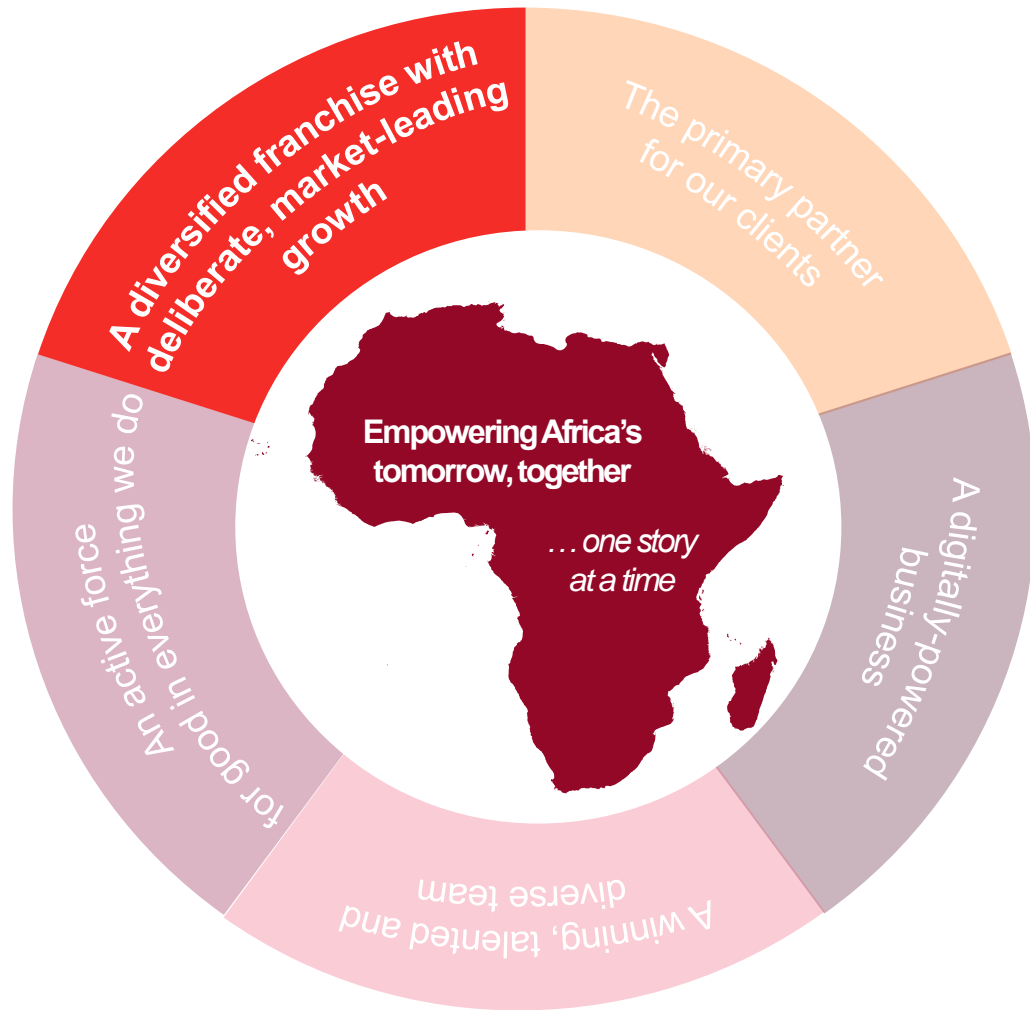 A diversified franchise with
deliberate, market-leading
growth
The primary partner
for our clients
A digitally-powered
business
A winning, talented and
diverse team
An active force
for good in everything we do
Empowering Africa's
tomorrow, together
... one story
at a time